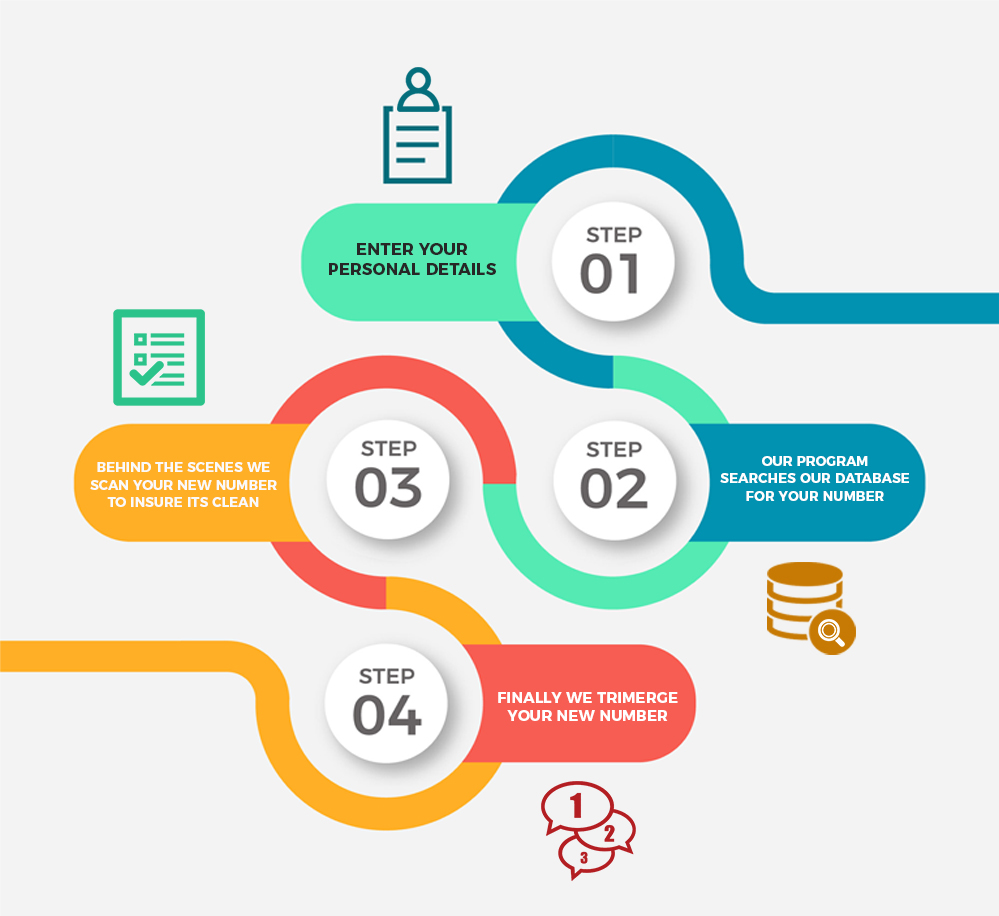 STEP
01
ENTER YOUR
PERSONAL DETAILS
STEP
02
OUR PROGRAM
SEARCHES OUR DATABASE
FOR YOUR NUMBER
STEP
03
BEHIND THE SCENES WE
SCAN YOUR NEW NUMBER
TO INSURE ITS CLEAN
STEP
04
FINALLY WE TRIMERGE
YOUR NEW NUMBER
1
2
3